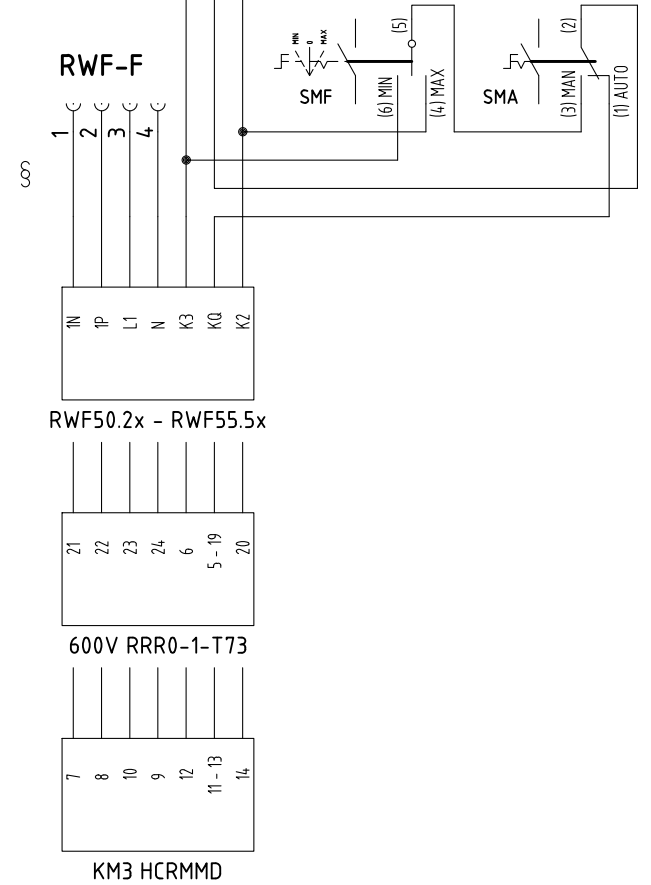 (5)
(2)
MIN
0
MAX
RWF-F
SMF
(6) MIN
(4) MAX
SMA
(3) MAN
(1) AUTO
1 2 3 4
1N 1P L1 N K3 KQ K2
RWF50.2x - RWF55.5x
21 22 23 24 6 5 - 19 20
600V RRR0-1-T73
7 8 10 9 12 11 - 13 14
KM3 HCRMMD